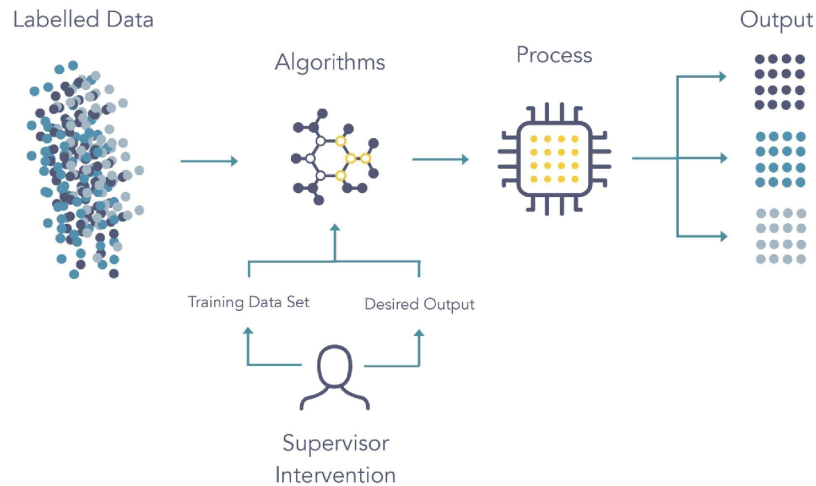 Labelled Data
Algorithms
Process
Output
Training Data Set
Desired Output
Supervisor
Intervention